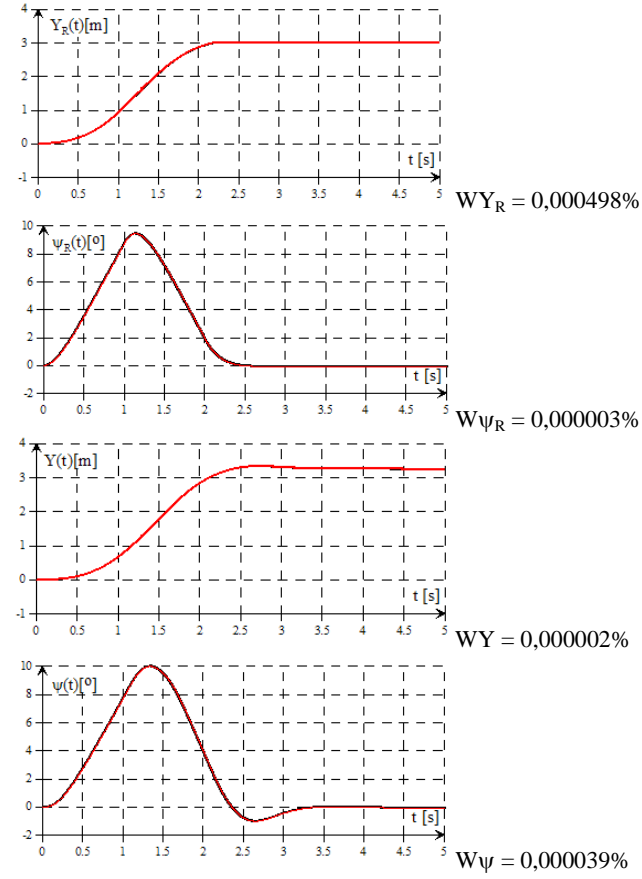 4
Y_R(t)[m]
3
2
1
0
t [s]
-1
0 0.5 1 1.5 2 2.5 3 3.5 4 4.5 5
WY_R = 0,000498%
10
ψ_R(t)[º]
8
6
4
2
0
t [s]
-2
0 0.5 1 1.5 2 2.5 3 3.5 4 4.5 5
Wψ_R = 0,000003%
4
Y(t)[m]
3
2
1
0
t [s]
-1
0 0.5 1 1.5 2 2.5 3 3.5 4 4.5 5
WY = 0,000002%
10
ψ(t)[º]
8
6
4
2
0
t [s]
-2
0 0.5 1 1.5 2 2.5 3 3.5 4 4.5 5
Wψ = 0,000039%